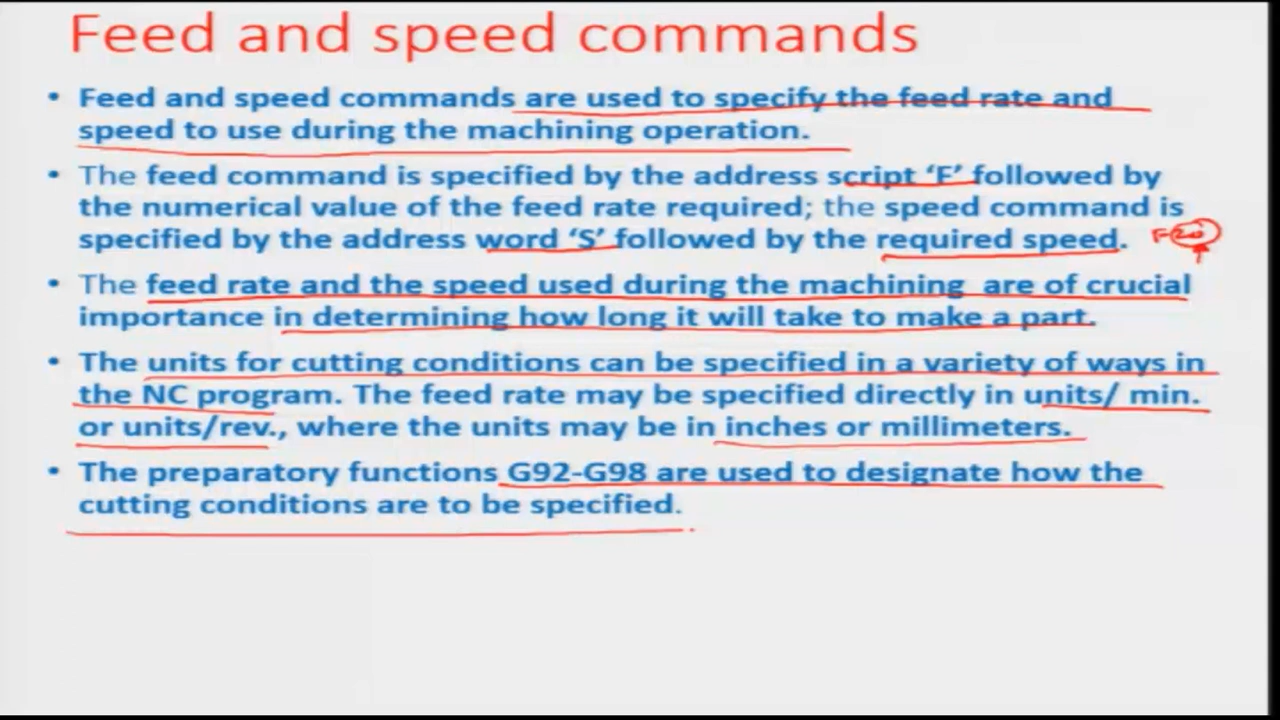 Feed and speed commands
• Feed and speed commands are used to specify the feed rate and
speed to use during the machining operation.
• The feed command is specified by the address script ‘F’ followed by
the numerical value of the feed rate required; the speed command is
specified by the address word ‘S’ followed by the required speed. F20
• The feed rate and the speed used during the machining are of crucial
importance in determining how long it will take to make a part.
• The units for cutting conditions can be specified in a variety of ways in
the NC program. The feed rate may be specified directly in units/ min.
or units/rev., where the units may be in inches or millimeters.
• The preparatory functions G92-G98 are used to designate how the
cutting conditions are to be specified.